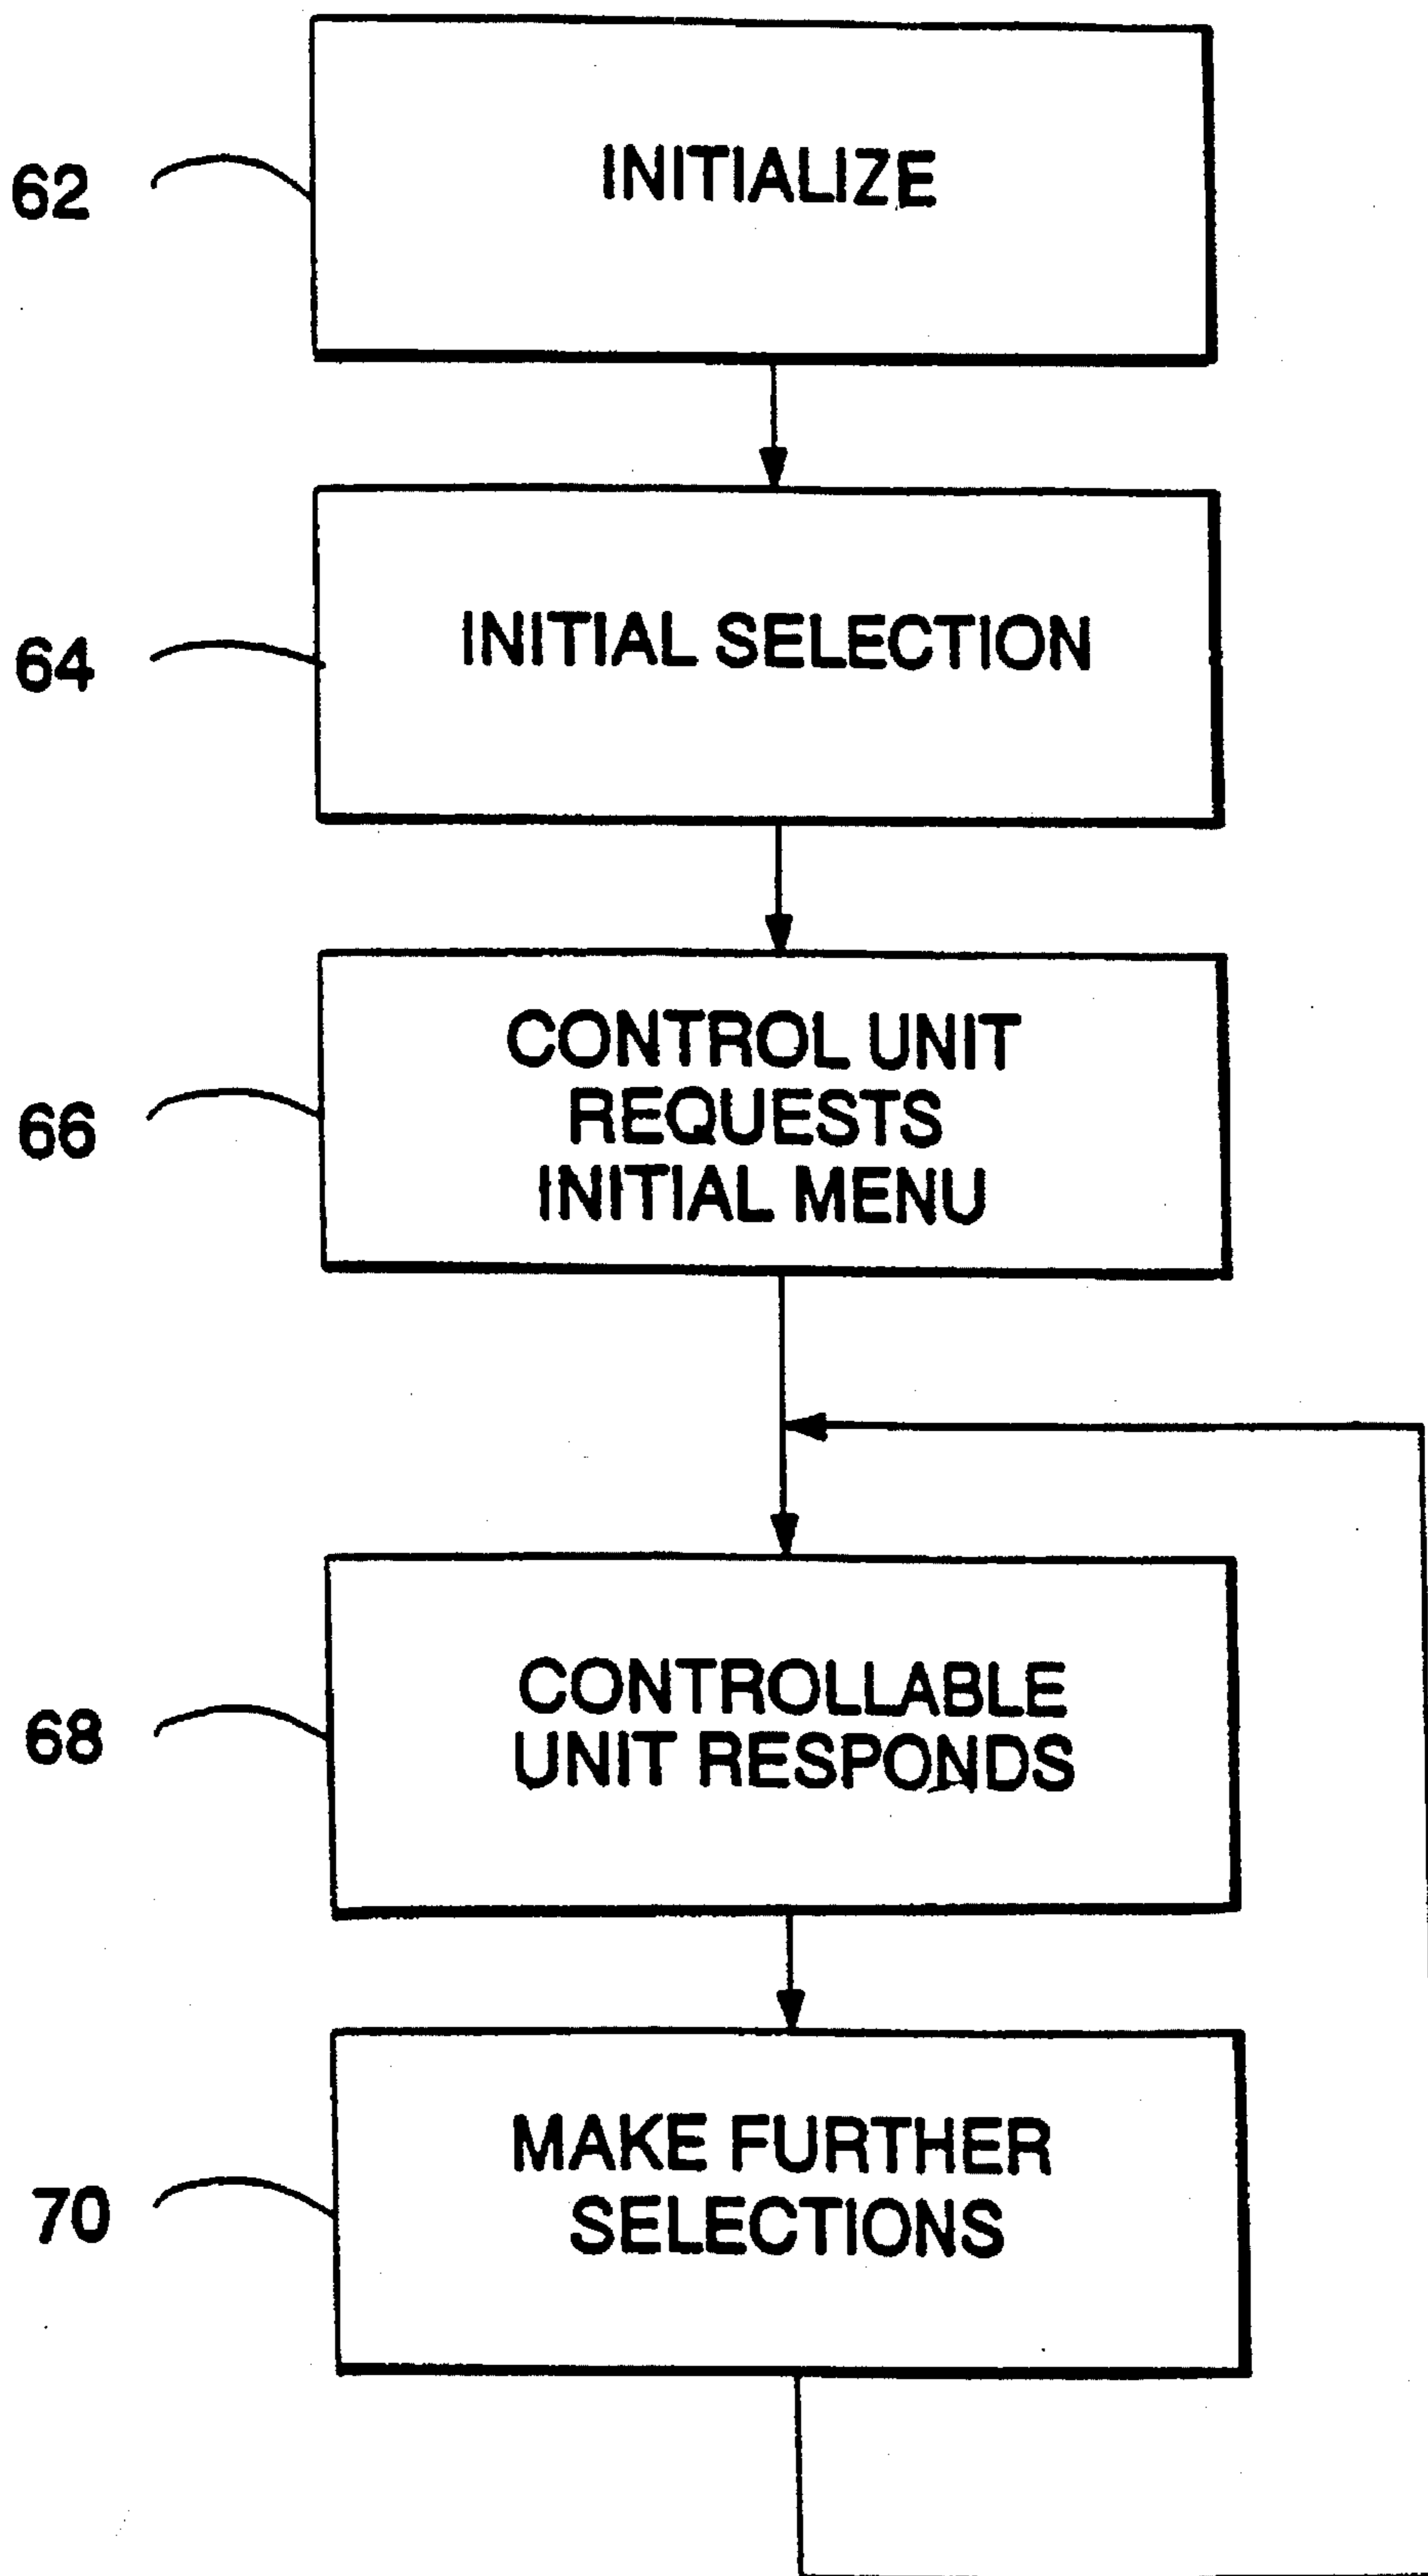 62
INITIALIZE
64
INITIAL SELECTION
66
CONTROL UNIT
REQUESTS
INITIAL MENU
68
CONTROLLABLE
UNIT RESPONDS
70
MAKE FURTHER
SELECTIONS